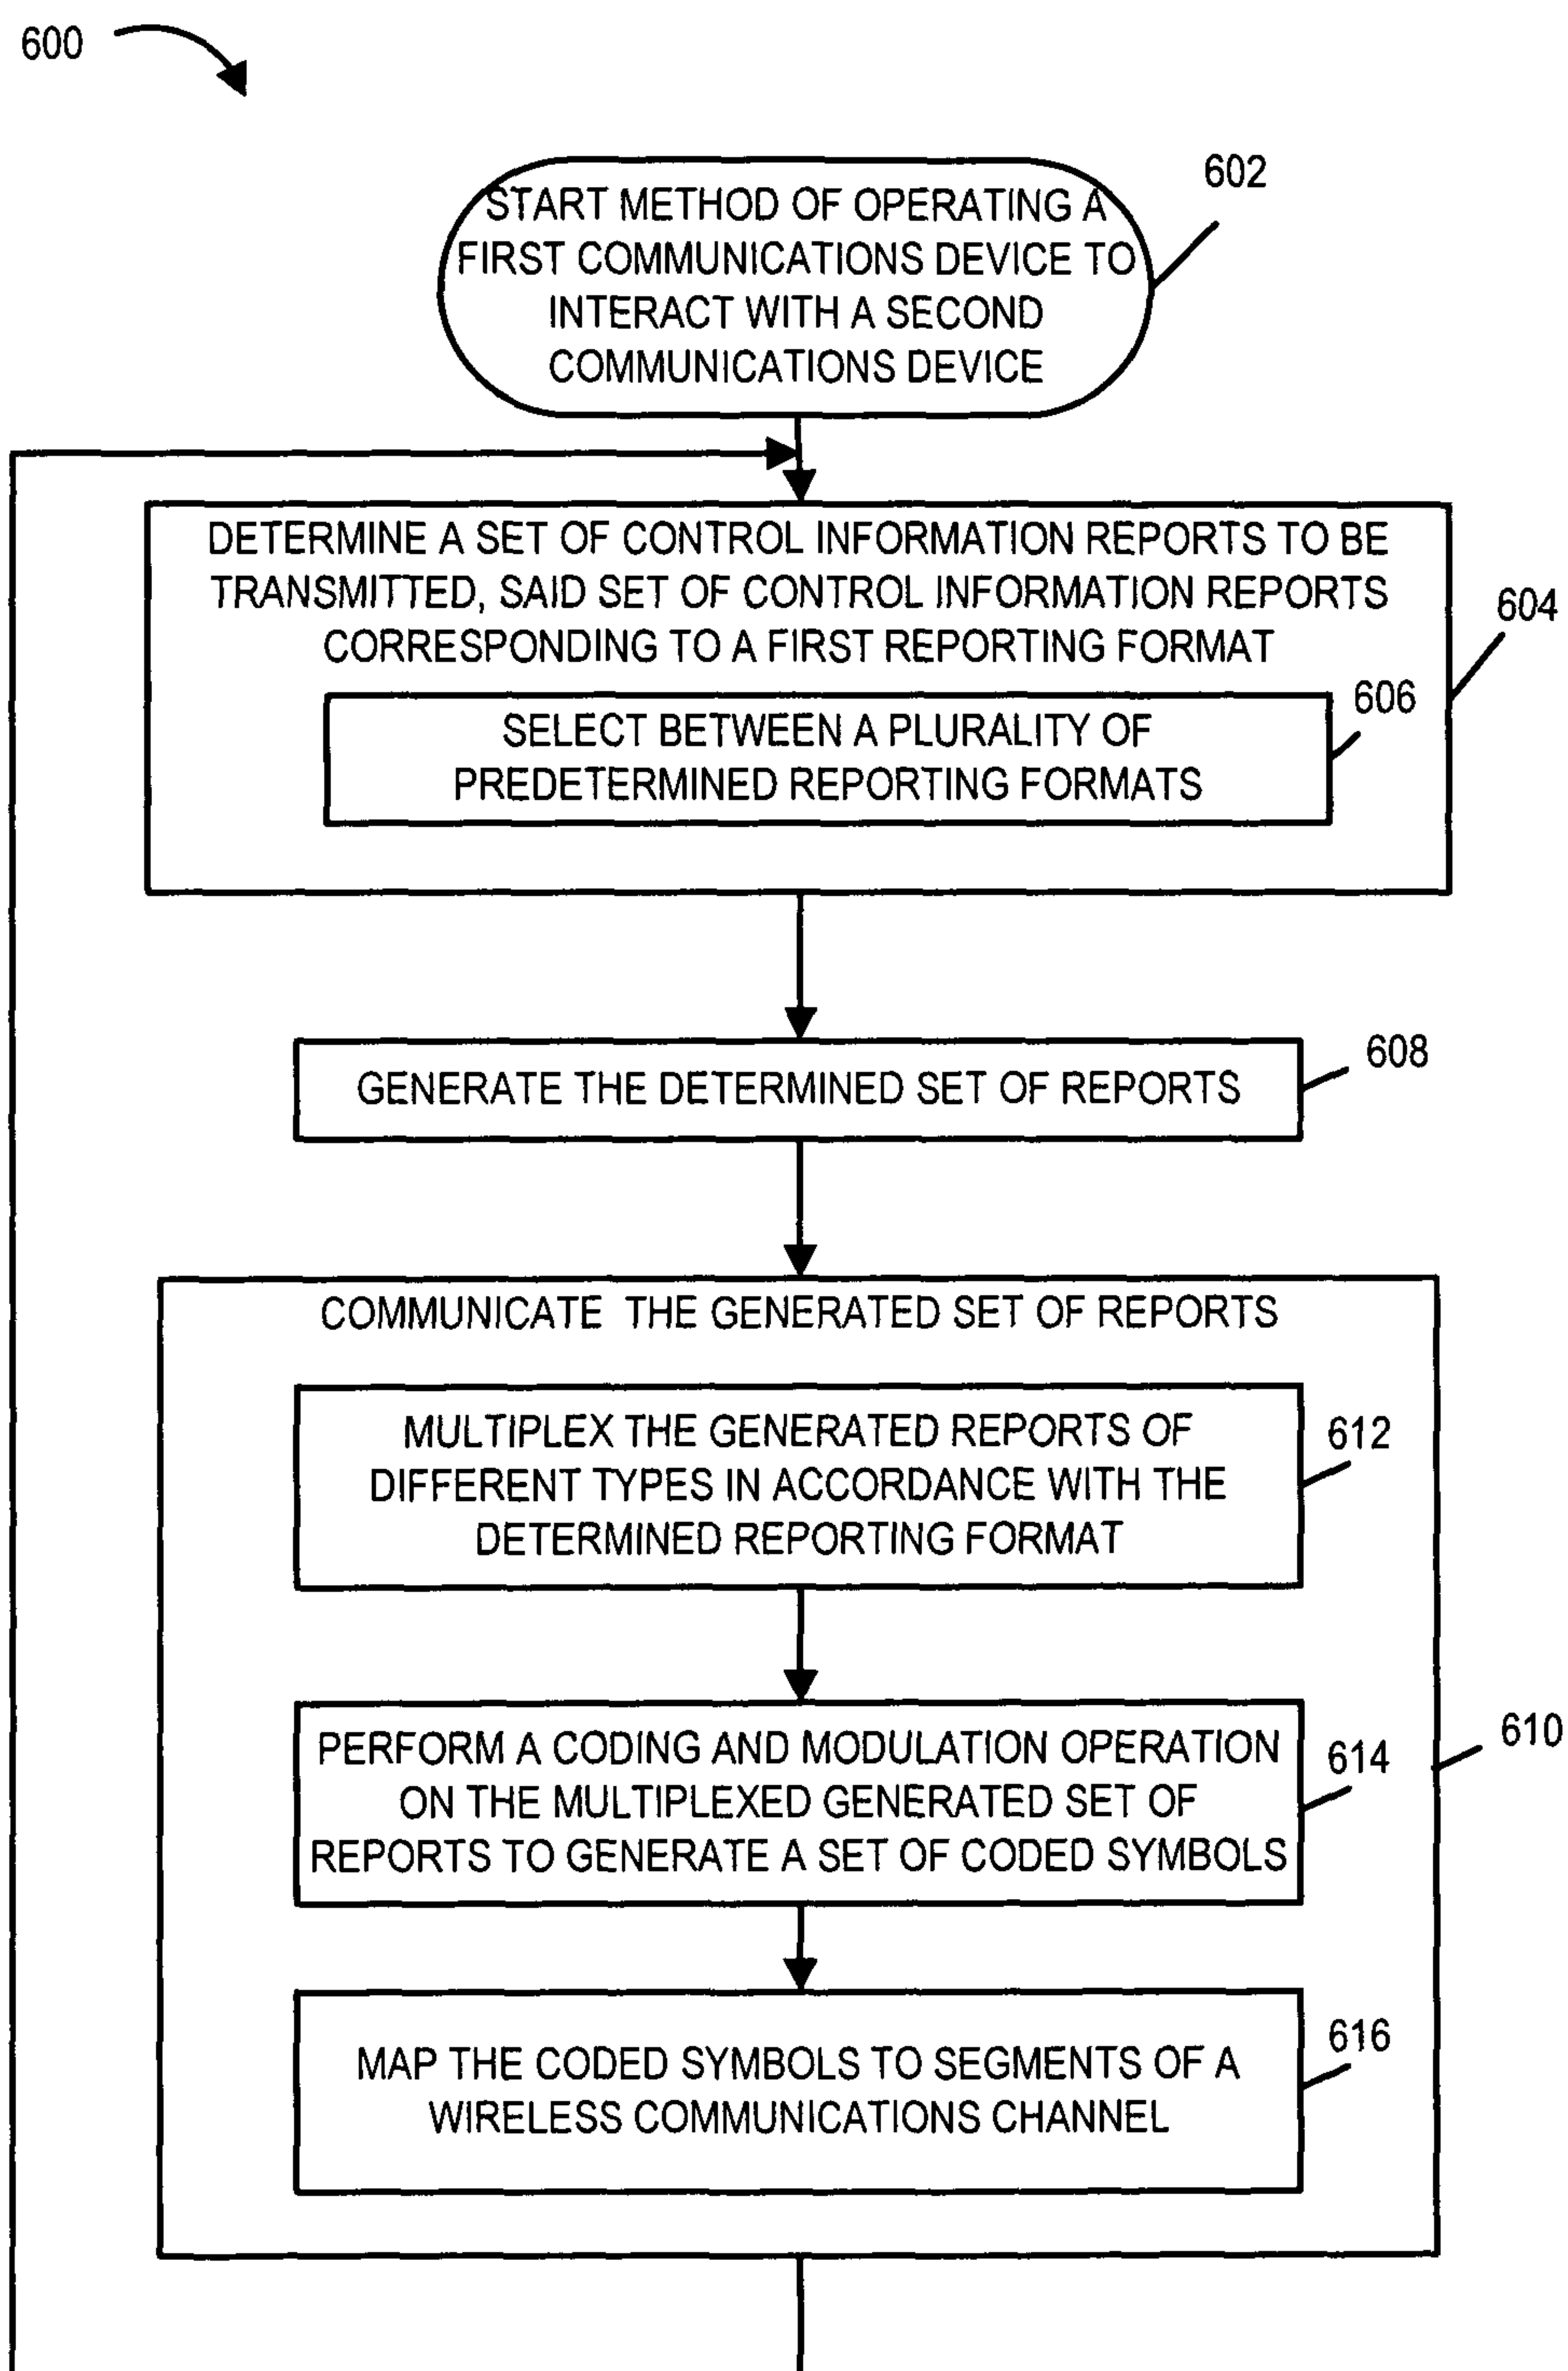 600
602
START METHOD OF OPERATING A
FIRST COMMUNICATIONS DEVICE TO
INTERACT WITH A SECOND
COMMUNICATIONS DEVICE
DETERMINE A SET OF CONTROL INFORMATION REPORTS TO BE
TRANSMITTED, SAID SET OF CONTROL INFORMATION REPORTS
CORRESPONDING TO A FIRST REPORTING FORMAT
604
606
SELECT BETWEEN A PLURALITY OF
PREDETERMINED REPORTING FORMATS
608
GENERATE THE DETERMINED SET OF REPORTS
COMMUNICATE THE GENERATED SET OF REPORTS
MULTIPLEX THE GENERATED REPORTS OF
DIFFERENT TYPES IN ACCORDANCE WITH THE
DETERMINED REPORTING FORMAT
612
PERFORM A CODING AND MODULATION OPERATION
ON THE MULTIPLEXED GENERATED SET OF
REPORTS TO GENERATE A SET OF CODED SYMBOLS
614
610
MAP THE CODED SYMBOLS TO SEGMENTS OF A
WIRELESS COMMUNICATIONS CHANNEL
616